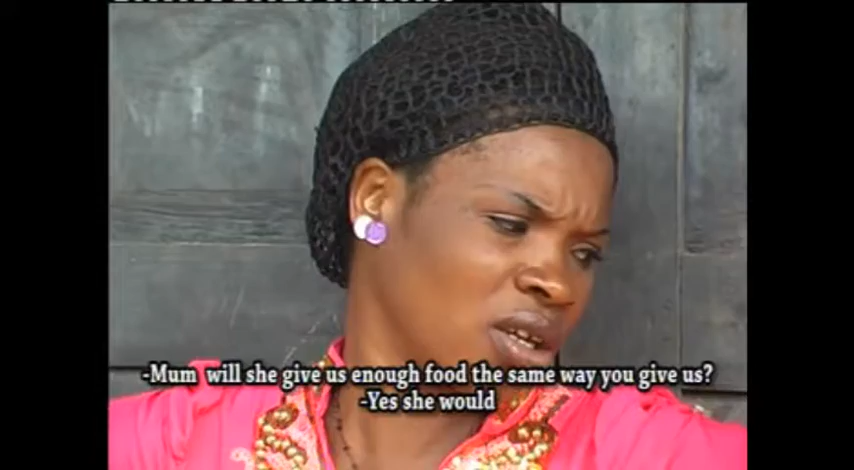 -Mum will she give us enough food the same way you give us?
-Yes she would